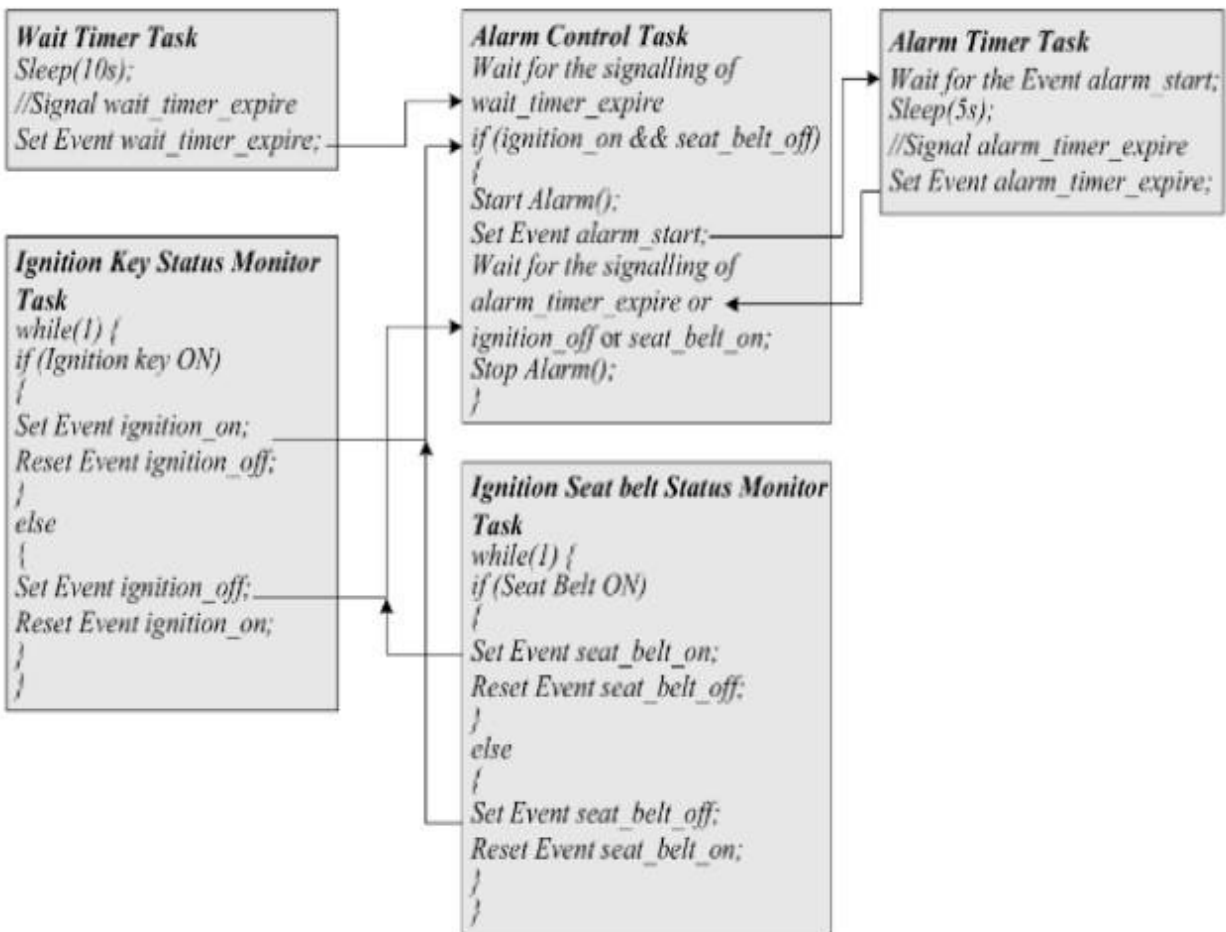 Wait Timer Task
Sleep(10s);
//Signal wait_timer_expire
Set Event wait_timer_expire;
Ignition Key Status Monitor
Task
while(1) {
if (Ignition key ON)
{
Set Event ignition_on;
Reset Event ignition_off;
}
else
{
Set Event ignition_off;
Reset Event ignition_on;
}
}
Alarm Control Task
Wait for the signalling of
wait_timer_expire
if (ignition_on && seat_belt_off)
{
Start Alarm();
Set Event alarm_start;
Wait for the signalling of
alarm_timer_expire or
ignition_off or seat_belt_on;
Stop Alarm();
}
Ignition Seat belt Status Monitor
Task
while(1) {
if (Seat Belt ON)
{
Set Event seat_belt_on;
Reset Event seat_belt_off;
}
else
{
Set Event seat_belt_off;
Reset Event seat_belt_on;
}
}
Alarm Timer Task
Wait for the Event alarm_start;
Sleep(5s);
//Signal alarm_timer_expire
Set Event alarm_timer_expire;